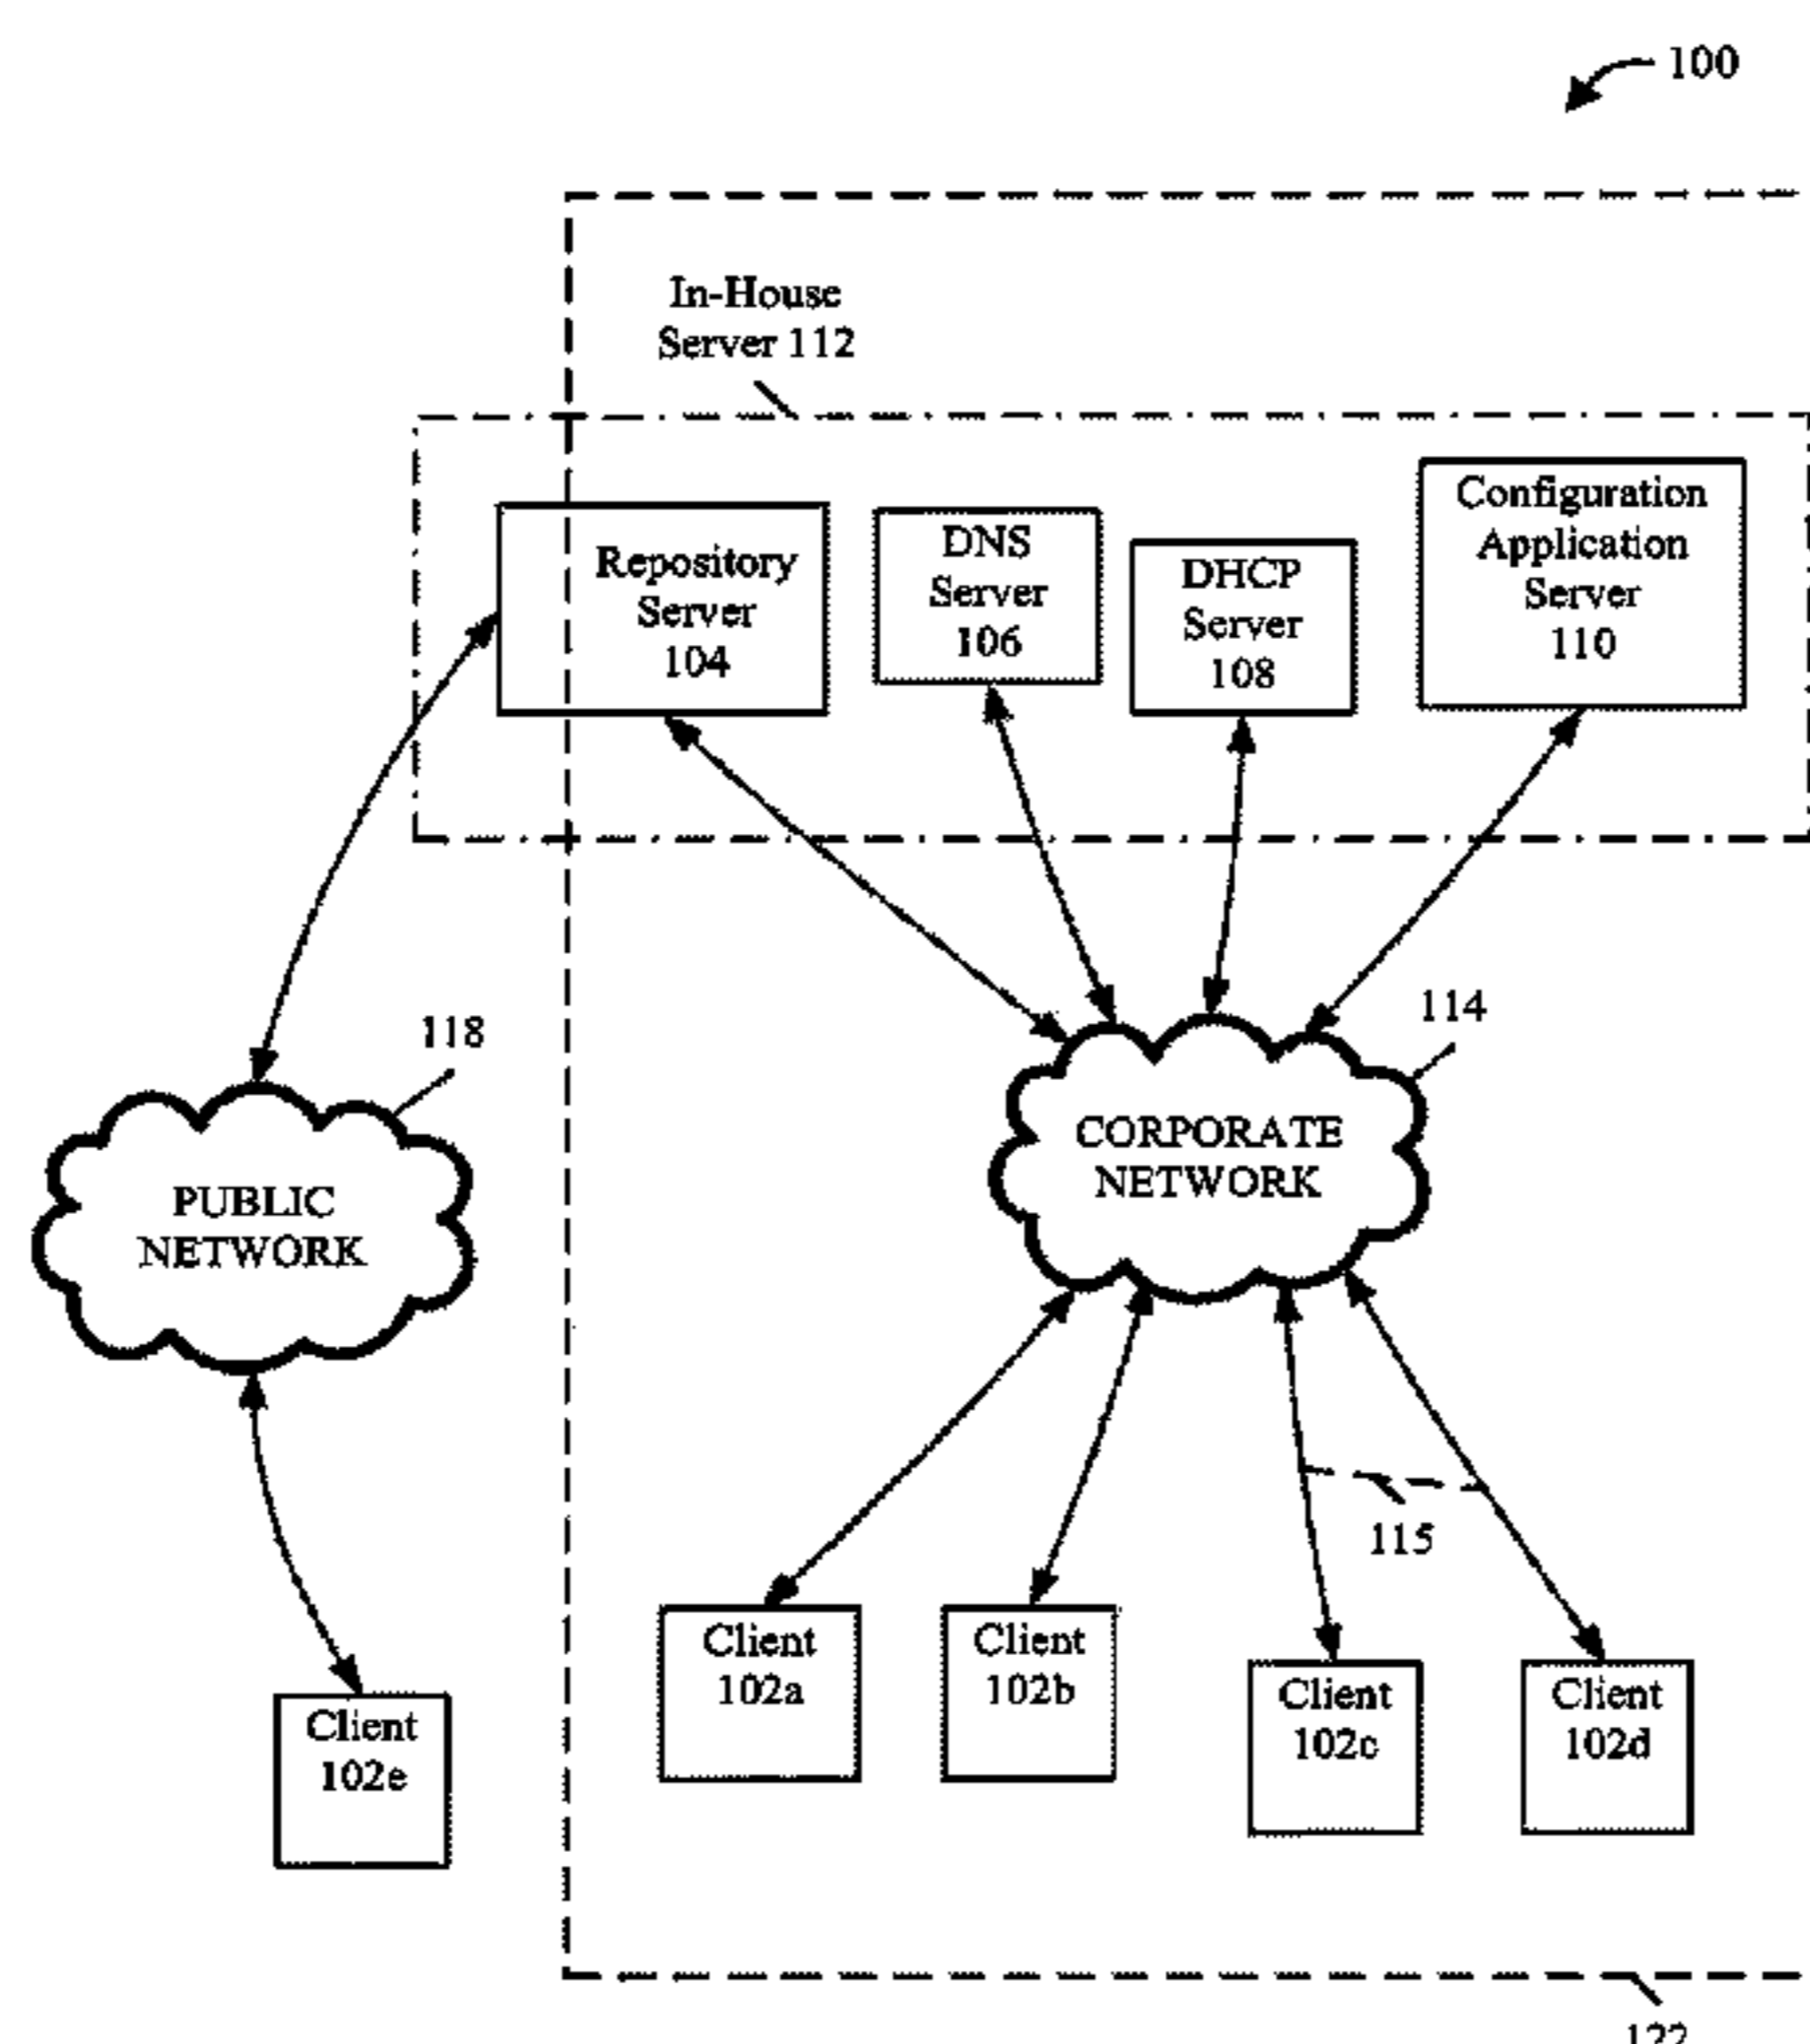 100
In-House
Server 112
Repository
Server
104
DNS
Server
106
DHCP
Server
108
Configuration
Application
Server
110
118
114
PUBLIC
NETWORK
CORPORATE
NETWORK
115
Client
102a
Client
102b
Client
102c
Client
102d
Client
102e
122